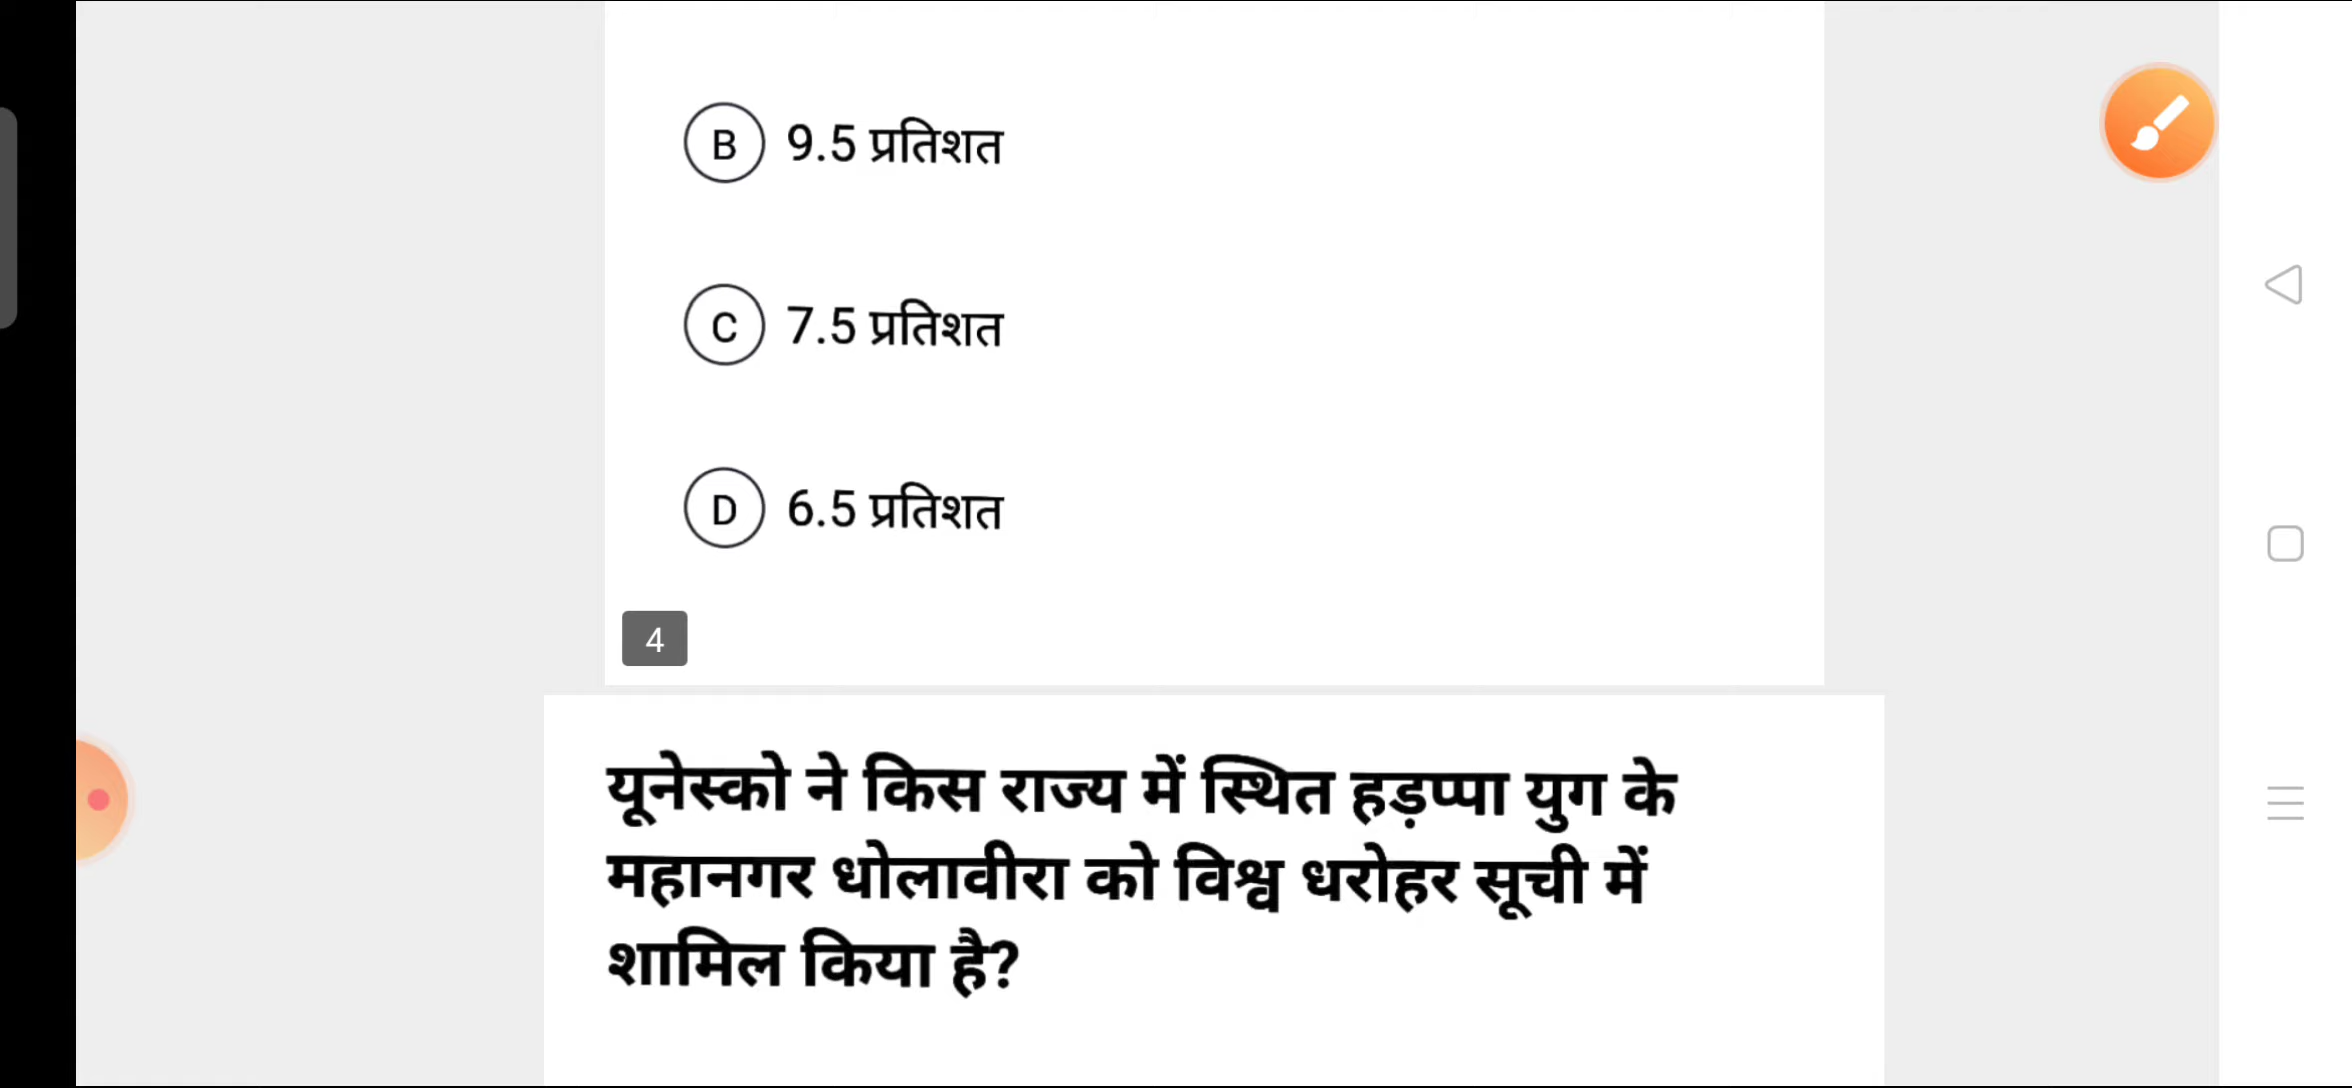 B 9.5 प्रतिशत
C 7.5 प्रतिशत
D 6.5 प्रतिशत
4
यूनेस्को ने किस राज्य में स्थित हड़प्पा युग के
महानगर धोलावीरा को विश्व धरोहर सूची में
शामिल किया है?